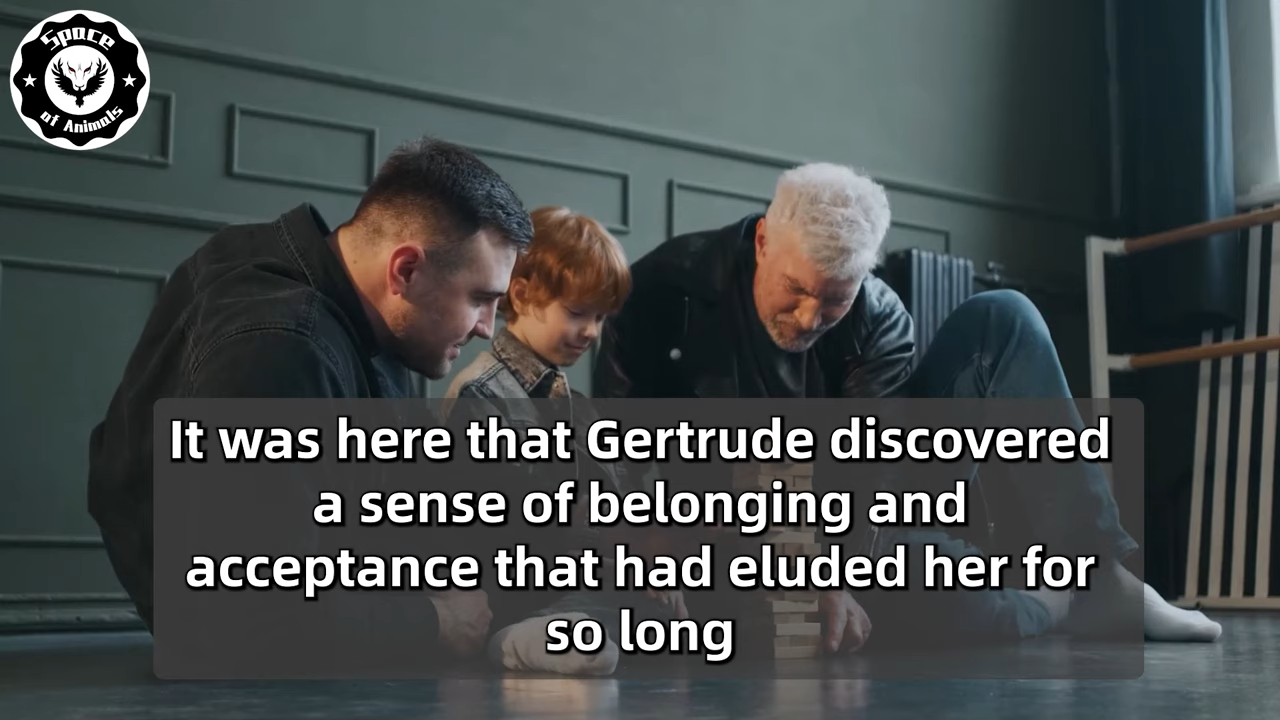 Space
of Animals
It was here that Gertrude discovered
a sense of belonging and
acceptance that had eluded her for
so long